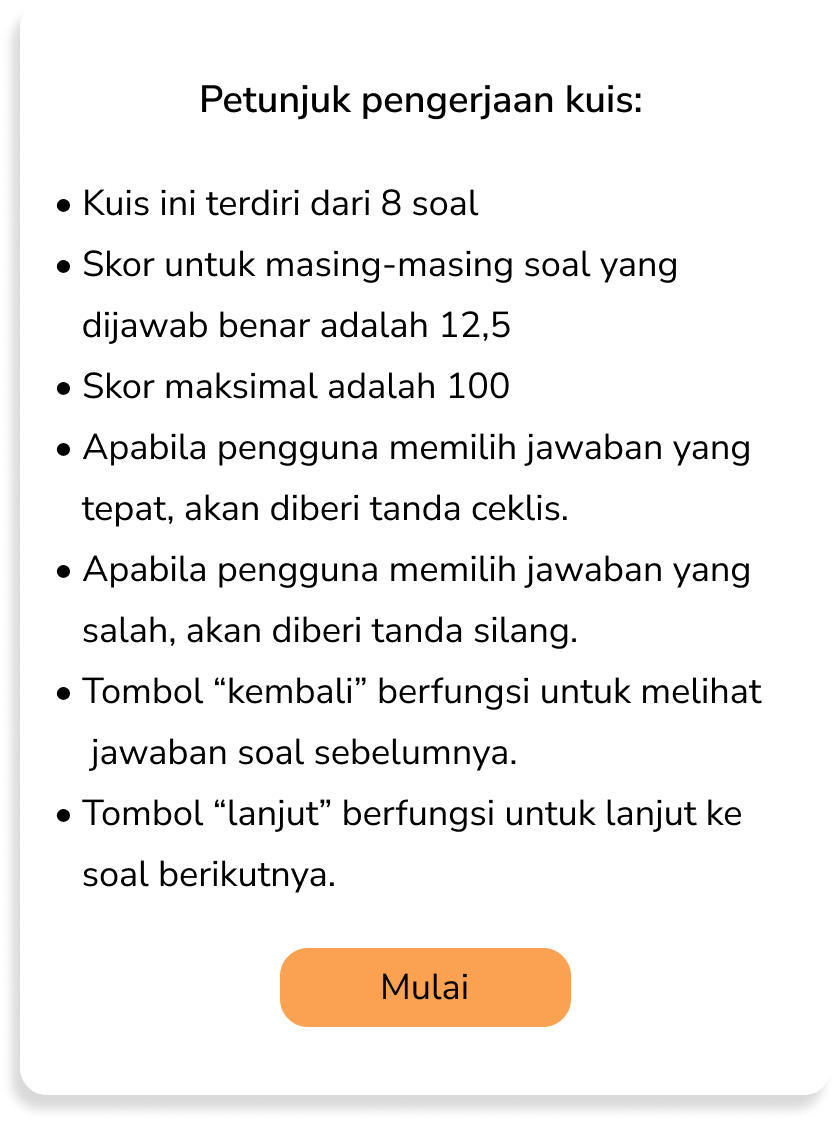 Petunjuk pengerjaan kuis:
• Kuis ini terdiri dari 8 soal
• Skor untuk masing-masing soal yang
dijawab benar adalah 12,5
• Skor maksimal adalah 100
• Apabila pengguna memilih jawaban yang
tepat, akan diberi tanda ceklis.
• Apabila pengguna memilih jawaban yang
salah, akan diberi tanda silang.
• Tombol “kembali” berfungsi untuk melihat
jawaban soal sebelumnya.
• Tombol “lanjut” berfungsi untuk lanjut ke
soal berikutnya.
Mulai